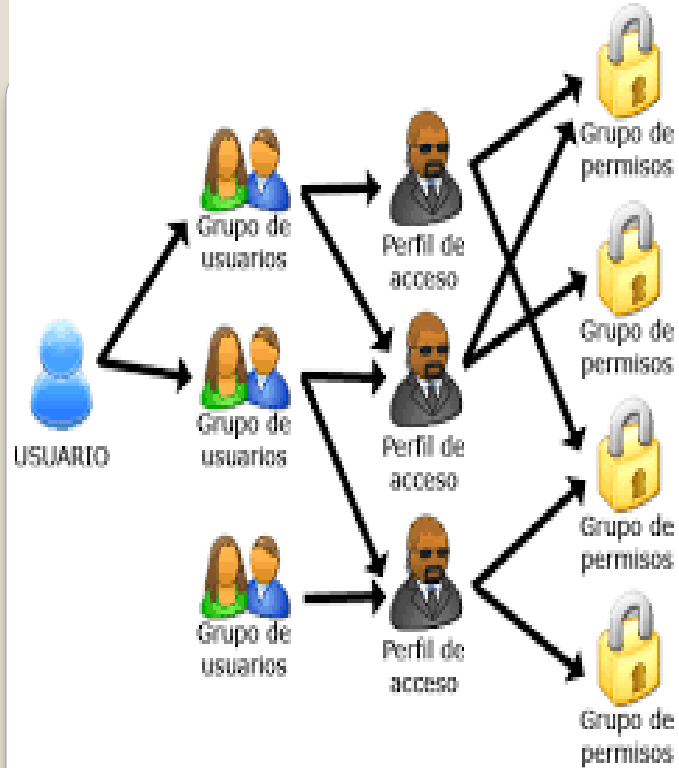 Grupo de
permisos
Grupo de
usuarios
Perfil de
acceso
Grupo de
permisos
Grupo de
usuarios
Perfil de
acceso
USUARIO
Grupo de
permisos
Grupo de
usuarios
Perfil de
acceso
Grupo de
permisos